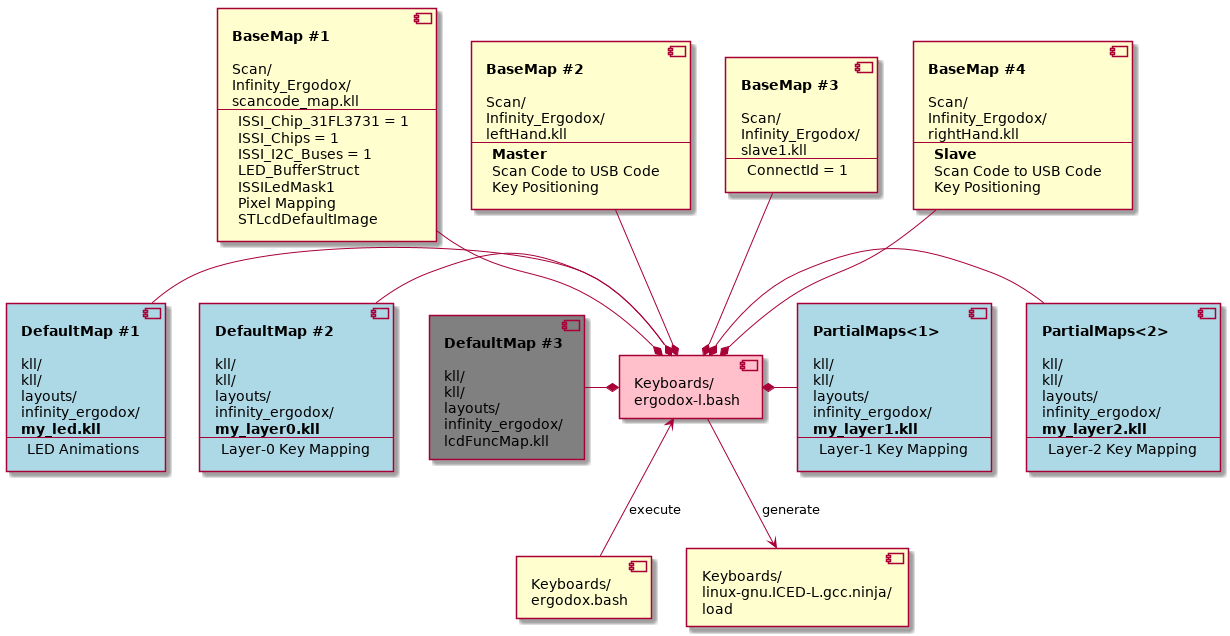 BaseMap #1
Scan/
Infinity_Ergodox/
scancode_map.kll
ISSI_Chip_31FL3731 = 1
ISSI_Chips = 1
ISSI_I2C_Buses = 1
LED_BufferStruct
ISSILedMask1
Pixel Mapping
STLcdDefaultImage
BaseMap #2
Scan/
Infinity_Ergodox/
leftHand.kll
Master
Scan Code to USB Code
Key Positioning
BaseMap #3
Scan/
Infinity_Ergodox/
slave1.kll
ConnectId = 1
BaseMap #4
Scan/
Infinity_Ergodox/
rightHand.kll
Slave
Scan Code to USB Code
Key Positioning
DefaultMap #1
kll/
kll/
layouts/
infinity_ergodox/
my_led.kll
LED Animations
DefaultMap #2
kll/
kll/
layouts/
infinity_ergodox/
my_layer0.kll
Layer-0 Key Mapping
DefaultMap #3
kll/
kll/
layouts/
infinity_ergodox/
lcdFuncMap.kll
Keyboards/
ergodox-l.bash
PartialMaps<1>
kll/
kll/
layouts/
infinity_ergodox/
my_layer1.kll
Layer-1 Key Mapping
PartialMaps<2>
kll/
kll/
layouts/
infinity_ergodox/
my_layer2.kll
Layer-2 Key Mapping
execute
generate
Keyboards/
ergodox.bash
Keyboards/
linux-gnu.ICED-L.gcc.ninja/
load